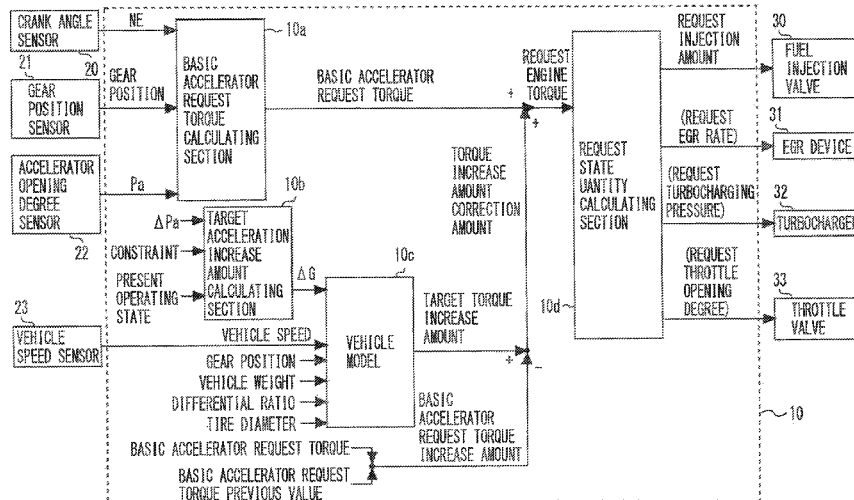 CRANK ANGLE
SENSOR
20
NE
10a
BASIC
ACCELERATOR
REQUEST
TORQUE
CALCULATING
SECTION
21
GEAR
POSITION
SENSOR
GEAR
POSITION
ACCELERATOR
OPENING
DEGREE
SENSOR
22
Pa
BASIC ACCELERATOR
REQUEST TORQUE
+
+
REQUEST
ENGINE
TORQUE
TORQUE
INCREASE
AMOUNT
CORRECTION
AMOUNT
REQUEST
STATE
UANTITY
CALCULATING
SECTION
10d
REQUEST
INJECTION
AMOUNT
30
FUEL
INJECTION
VALVE
(REQUEST
EGR RATE)
31
EGR DEVICE
(REQUEST
TURBOCHARGING
PRESSURE)
32
TURBOCHARGER
(REQUEST
THROTTLE
OPENING
DEGREE)
33
THROTTLE
VALVE
10b
ΔPa
CONSTRAINT
PRESENT
OPERATING
STATE
TARGET
ACCELERATION
INCREASE
AMOUNT
CALCULATING
SECTION
ΔG
10c
VEHICLE
MODEL
23
VEHICLE
SPEED SENSOR
VEHICLE SPEED
GEAR POSITION
VEHICLE WEIGHT
DIFFERENTIAL RATIO
TIRE DIAMETER
TARGET TORQUE
INCREASE
AMOUNT
+
-
BASIC
ACCELERATOR
REQUEST TORQUE
INCREASE AMOUNT
BASIC ACCELERATOR REQUEST TORQUE
BASIC ACCELERATOR REQUEST
TORQUE PREVIOUS VALUE
10